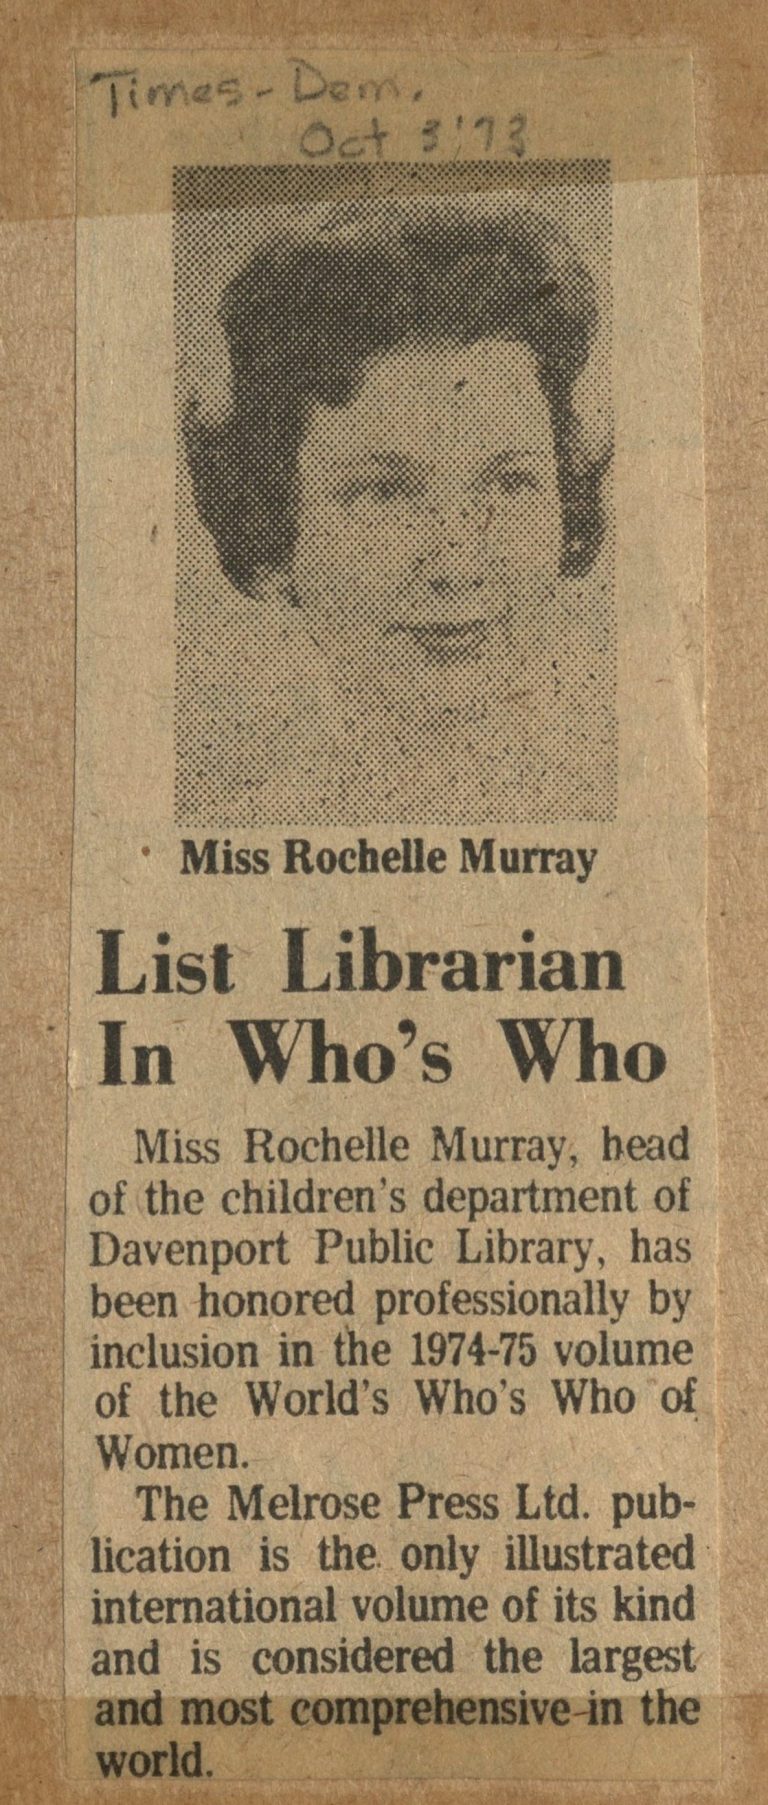 Times-Dem.
Oct 3 '73
Miss Rochelle Murray
List Librarian
In Who's Who
Miss Rochelle Murray, head
of the children's department of
Davenport Public Library, has
been honored professionally by
inclusion in the 1974-75 volume
of the World's Who's Who of
Women.
The Melrose Press Ltd. pub-
lication is the only illustrated
international volume of its kind
and is considered the largest
and most comprehensive in the
world.